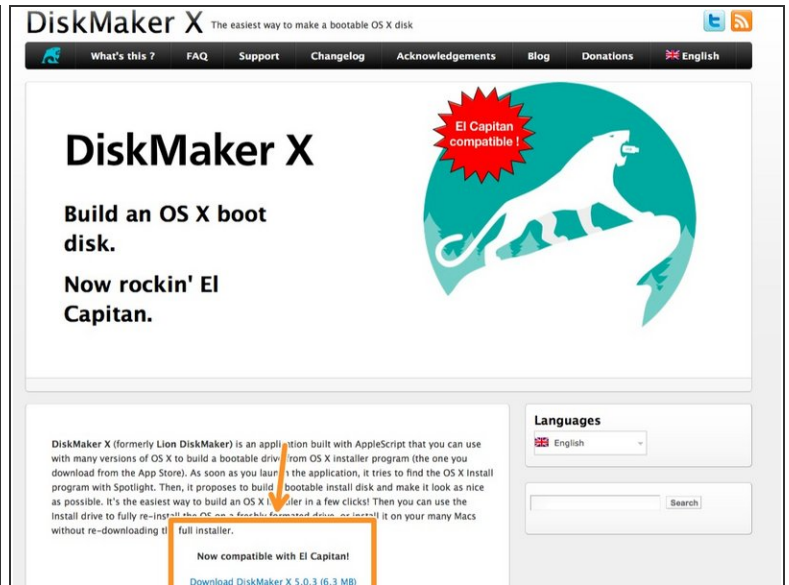 DiskMaker X The easiest way to make a bootable OS X disk
What's this ? FAQ Support Changelog Acknowledgements Blog Donations English
El Capitan
compatible !
DiskMaker X
Build an OS X boot
disk.
Now rockin' El
Capitan.
Languages
English
Search
DiskMaker X (formerly Lion DiskMaker) is an application built with AppleScript that you can use
with many versions of OS X to build a bootable drive from OS X installer program (the one you
download from the App Store). As soon as you launch the application, it tries to find the OS X Install
program with Spotlight. Then, it proposes to build a bootable install disk and make it look as nice
as possible. It's the easiest way to build an OS X Installer in a few clicks! Then you can use the
Install drive to fully re-install the OS on a freshly formated drive, or install it on your many Macs
without re-downloading the full installer.
Now compatible with El Capitan!
Download DiskMaker X 5.0.3 (6.3 MB)